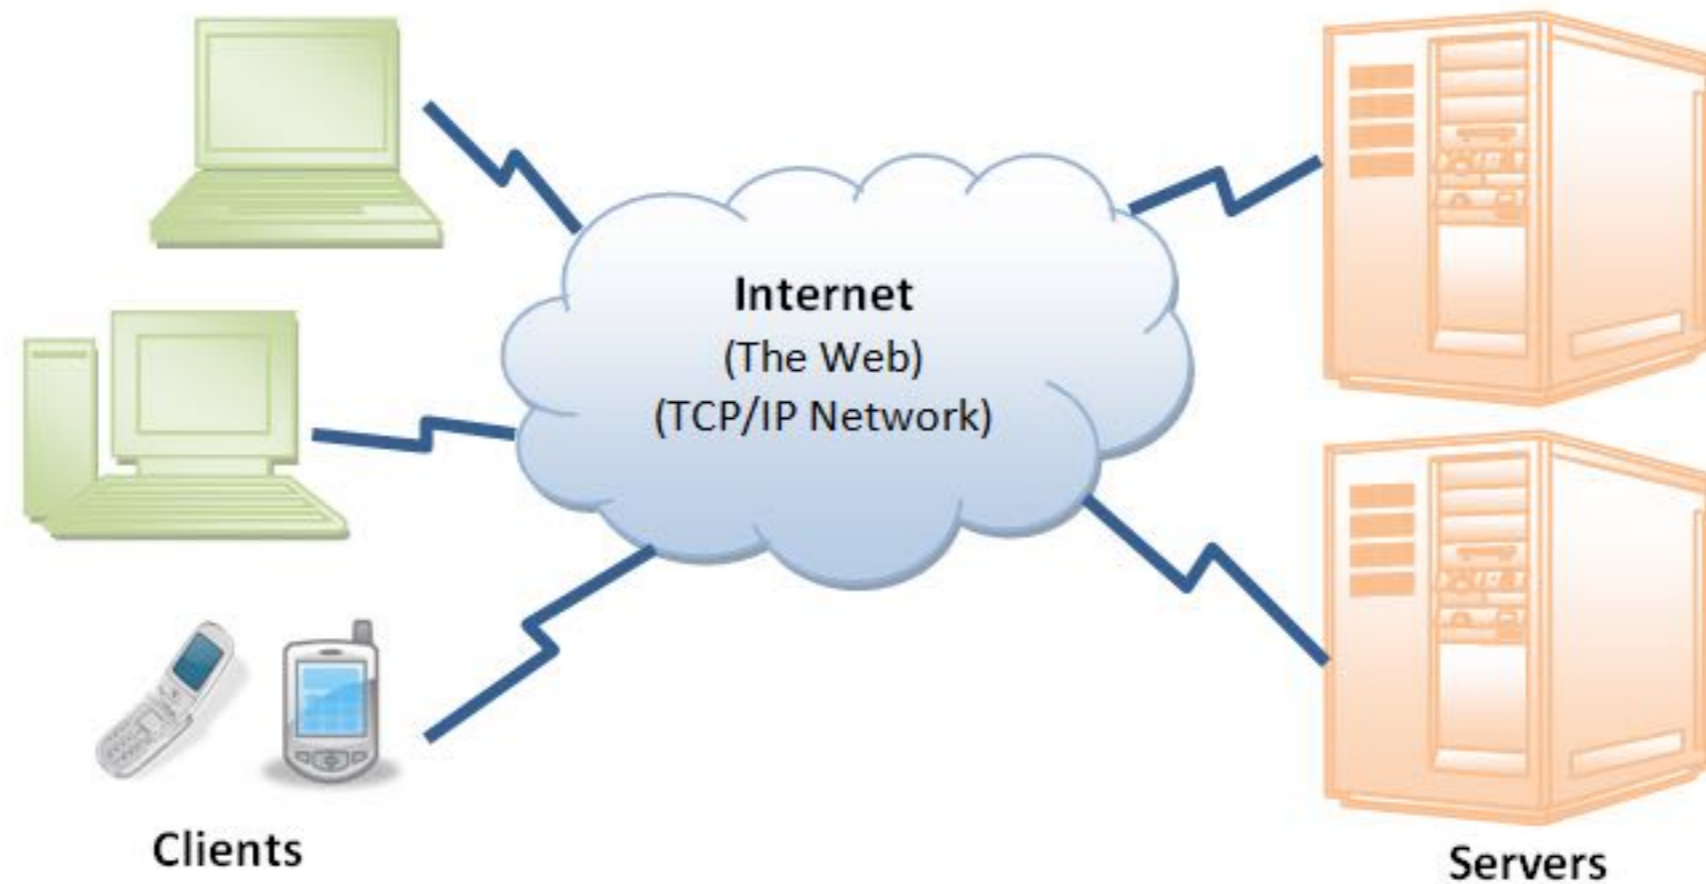 Internet
(The Web)
(TCP/IP Network)
Clients
Servers